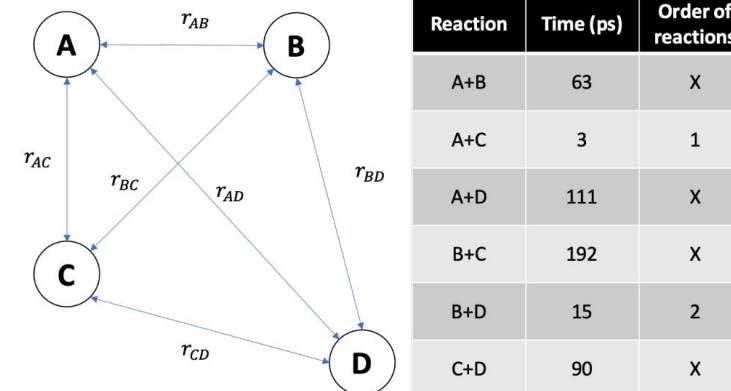 r_AB
A
B
r_AC
r_BC
r_AD
r_BD
C
r_CD
D
Reaction Time (ps) Order of reactions
A+B 63 X
A+C 3 1
A+D 111 X
B+C 192 X
B+D 15 2
C+D 90 X